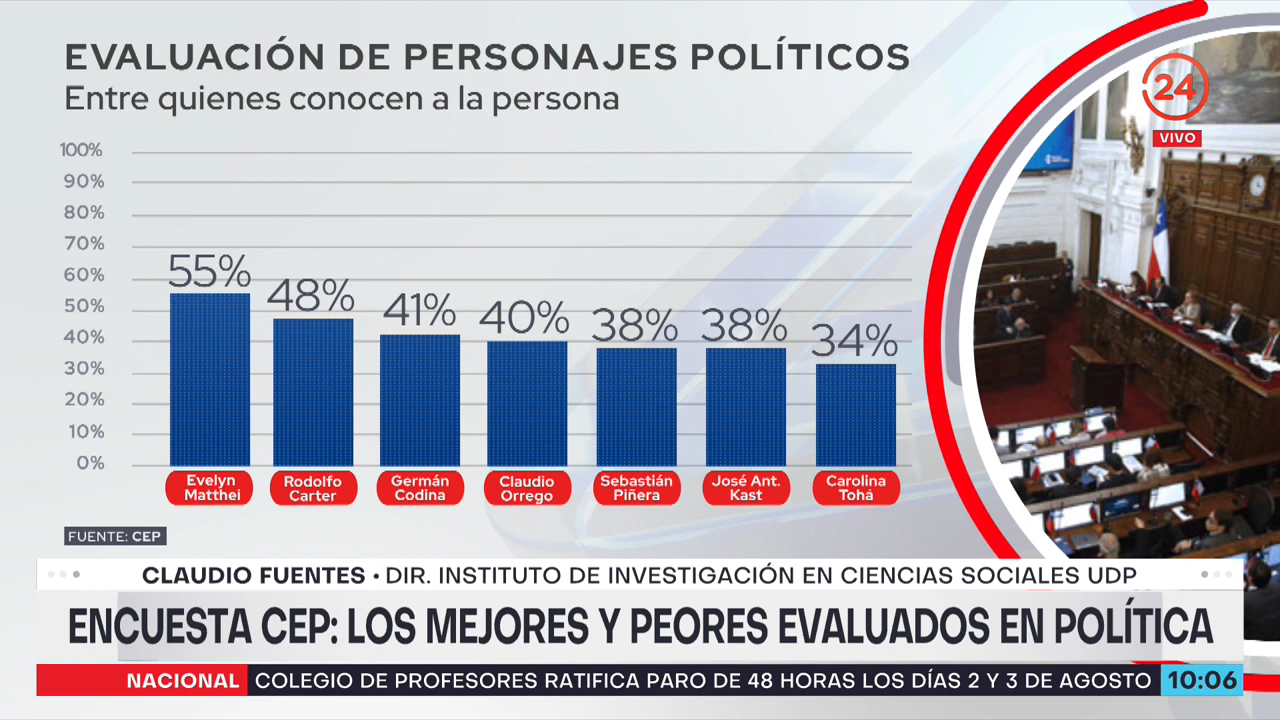 EVALUACIÓN DE PERSONAJES POLÍTICOS
Entre quienes conocen a la persona
24
VIVO
100%
90%
80%
70%
60%
50%
40%
30%
20%
10%
0%
55%
48%
41%
40%
38%
38%
34%
Evelyn
Matthei
Rodolfo
Carter
Germán
Codina
Claudio
Orrego
Sebastián
Piñera
José Ant.
Kast
Carolina
Tohá
FUENTE: CEP
CLAUDIO FUENTES • DIR. INSTITUTO DE INVESTIGACIÓN EN CIENCIAS SOCIALES UDP
ENCUESTA CEP: LOS MEJORES Y PEORES EVALUADOS EN POLÍTICA
NACIONAL COLEGIO DE PROFESORES RATIFICA PARO DE 48 HORAS LOS DÍAS 2 Y 3 DE AGOSTO 10:06